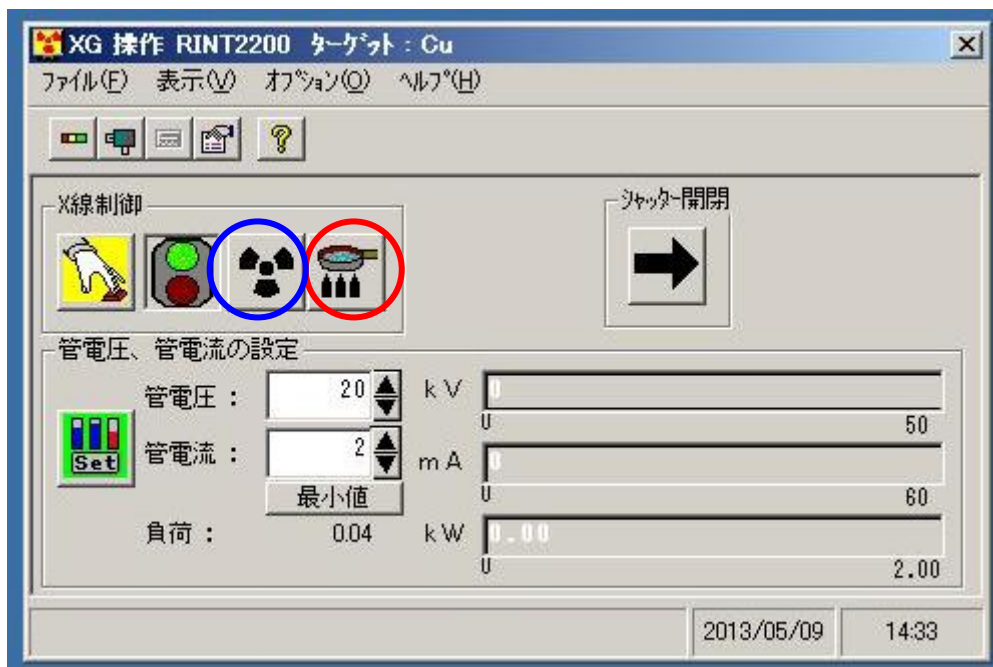 XG 操作 RINT2200 ﾀｰｹﾞｯﾄ : Cu
ﾌｧｲﾙ(F) 表示(V) ｵﾌﾟｼｮﾝ(O) ﾍﾙﾌﾟ(H)
X線制御
ｼｬｯﾀｰ開閉
管電圧、管電流の設定
管電圧 : 20 kV 0
0 50
Set
管電流 : 2 mA 0
最小値
0 60
負荷 : 0.04 kW 0.00
0 2.00
2013/05/09 14:33